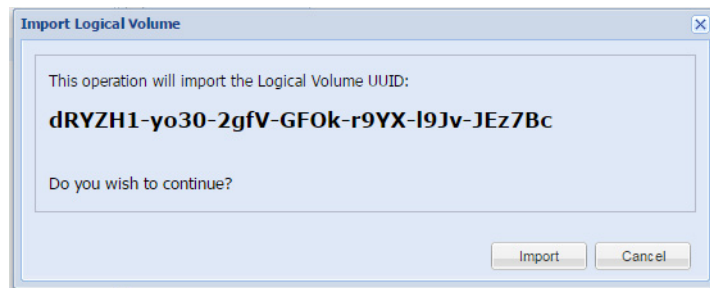 Import Logical Volume
This operation will import the Logical Volume UUID:
dRYZH1-yo30-2gfV-GFOk-r9YX-l9Jv-JEz7Bc
Do you wish to continue?
Import Cancel